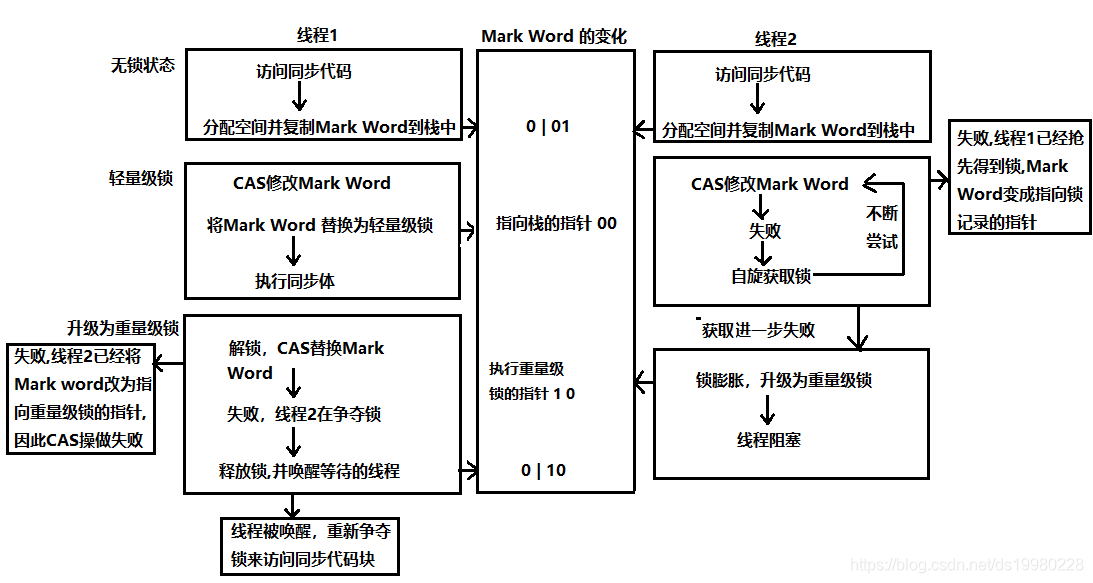 线程1
Mark Word 的变化
线程2
无锁状态
访问同步代码
分配空间并复制Mark Word到栈中
0 | 01
访问同步代码
分配空间并复制Mark Word到栈中
失败,线程1已经抢
先得到锁,Mark
Word变成指向锁
记录的指针
轻量级锁
CAS修改Mark Word
将Mark Word 替换为轻量级锁
执行同步体
指向栈的指针 00
CAS修改Mark Word
失败
自旋获取锁
不断
尝试
升级为重量级锁
获取进一步失败
失败,线程2已经将
Mark word改为指
向重量级锁的指针,
因此CAS操做失败
解锁，CAS替换Mark
Word
失败，线程2在争夺锁
释放锁,并唤醒等待的线程
执行重量级
锁的指针 1 0
0 | 10
锁膨胀，升级为重量级锁
线程阻塞
线程被唤醒，重新争夺
锁来访问同步代码块
https://blog.csdn.net/ds19980228